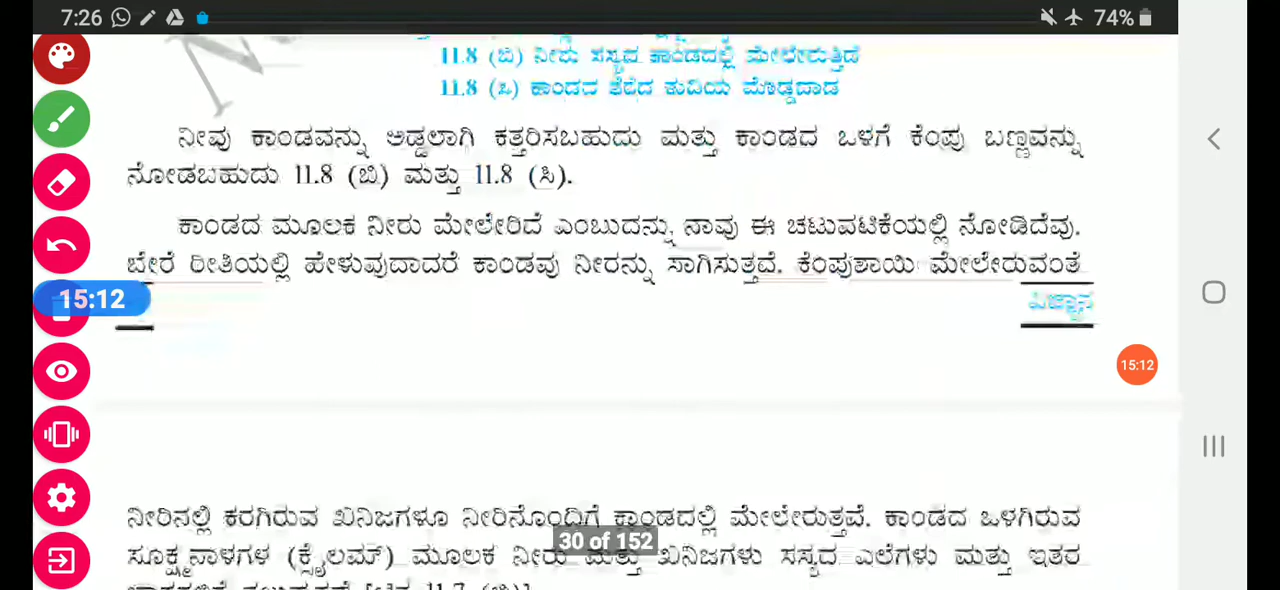 7:26
74%
11.8 (ಬಿ) ನೀರು ಸಸ್ಯದ ಕಾಂಡದಲ್ಲಿ ಮೇಲೇರುತ್ತಿದೆ
11.8 (ಸಿ) ಕಾಂಡದ ತೆರೆದ ತುದಿಯ
ನೀವು ಕಾಂಡವನ್ನು ಅಡ್ಡಲಾಗಿ ಕತ್ತರಿಸಬಹುದು ಮತ್ತು ಕಾಂಡದ ಒಳಗೆ ಕೆಂಪು ಬಣ್ಣವನ್ನು
ನೋಡಬಹುದು 11.8 (ಬಿ) ಮತ್ತು 11.8 (ಸಿ).
ಕಾಂಡದ ಮೂಲಕ ನೀರು ಮೇಲೇರಿದೆ ಎಂಬುದನ್ನು ನಾವು ಈ ಚಟುವಟಿಕೆಯಲ್ಲಿ ನೋಡಿದೆವು.
ಬೇರೆ ರೀತಿಯಲ್ಲಿ ಹೇಳುವುದಾದರೆ ಕಾಂಡವು ನೀರನ್ನು ಸಾಗಿಸುತ್ತವೆ. ಕೆಂಪುಶಾಯಿ ಮೇಲೇರುವಂತೆ
15:12
ವಿಜ್ಞಾನ
15:12
ನೀರಿನಲ್ಲಿ ಕರಗಿರುವ ಖನಿಜಗಳೂ ನೀರಿನೊಂದಿಗೆ ಕಾಂಡದಲ್ಲಿ ಮೇಲೇರುತ್ತವೆ. ಕಾಂಡದ ಒಳಗಿರುವ
30 of 152
ಸೂಕ್ಷ್ಮನಾಳಗಳ (ಕ್ಸೈಲಮ್) ಮೂಲಕ ನೀರು ಮತ್ತು ಖನಿಜಗಳು ಸಸ್ಯದ ಎಲೆಗಳು ಮತ್ತು ಇತರ